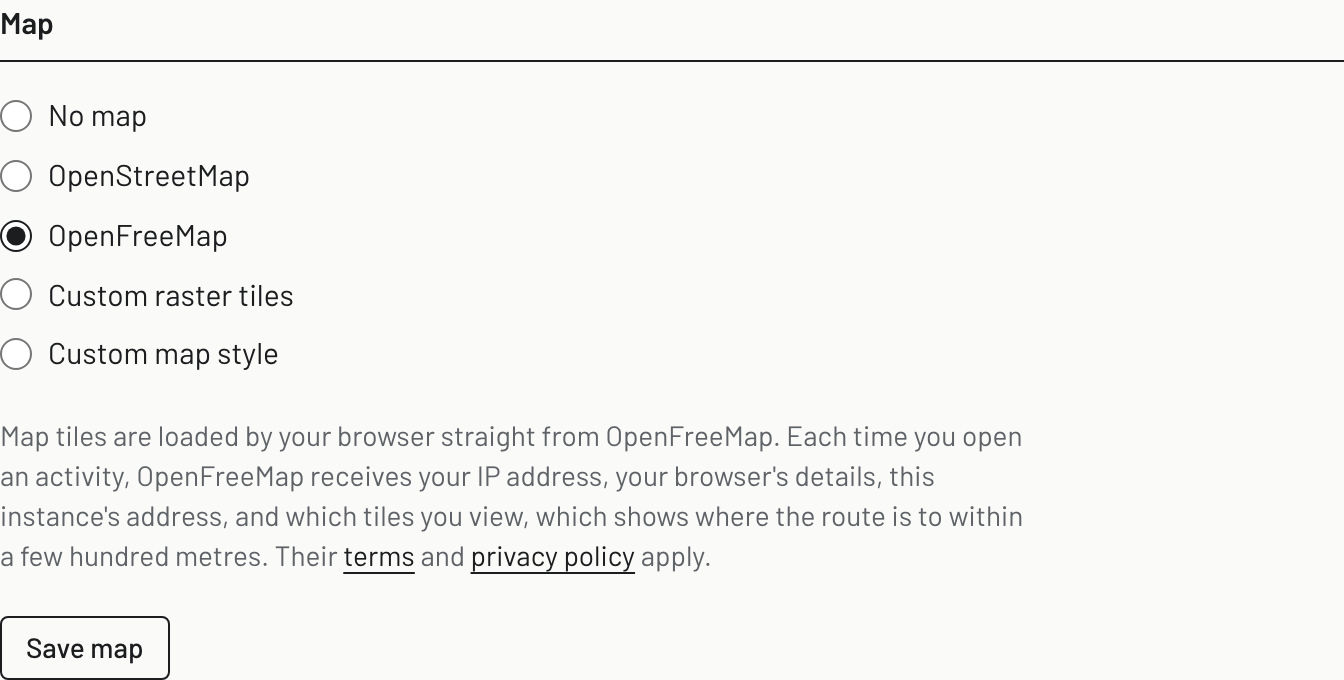 Map
No map
OpenStreetMap
OpenFreeMap
Custom raster tiles
Custom map style
Map tiles are loaded by your browser straight from OpenFreeMap. Each time you open
an activity, OpenFreeMap receives your IP address, your browser's details, this
instance's address, and which tiles you view, which shows where the route is to within
a few hundred metres. Their terms and privacy policy apply.
Save map